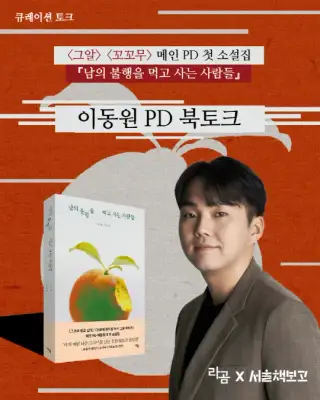 큐레이션 토크
〈그알〉 〈꼬꼬무〉 메인 PD 첫 소설집
『남의 불행을 먹고 사는 사람들』
이동원 PD 북토크
남의 불행을 먹고 사는 사람들
라곰 X 서울책보고